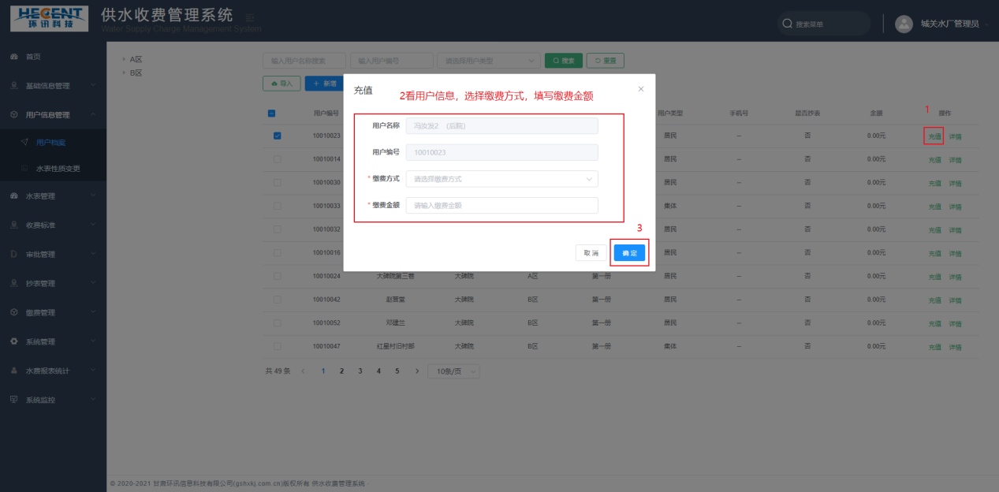 HECENT
环讯科技
供水收费管理系统
Water Supply Charge Management System
搜索菜单
城关水厂管理员
首页
基础信息管理
用户信息管理
用户档案
水表性质变更
水表管理
收费标准
审批管理
抄表管理
缴费管理
系统管理
水费报表统计
系统监控
A区
B区
输入用户名称搜索 输入用户编号 请选择用户类型 搜索 重置
导入 新增
充值
2看用户信息，选择缴费方式，填写缴费金额
用户名称 冯汝发2 (后院)
用户编号 10010023
* 缴费方式 请选择缴费方式
* 缴费金额 请输入缴费金额
3
取消 确定
1
用户编号 用户类型 手机号 是否抄表 金额 操作
10010023 居民 -- 否 0.00元 充值 详情
10010014 居民 -- 否 0.00元 充值 详情
10010030 居民 -- 否 0.00元 充值 详情
10010033 集体 -- 否 0.00元 充值 详情
10010032 居民 -- 否 0.00元 充值 详情
10010016 居民 -- 否 0.00元 充值 详情
10010024 大碑院第三巷 大碑院 A区 第一册 居民 -- 否 0.00元 充值 详情
10010042 大碑院 B区 第一册 居民 -- 否 0.00元 充值 详情
10010052 邓建兰 大碑院 B区 第一册 居民 -- 否 0.00元 充值 详情
10010047 红星村旧村部 大碑院 B区 第一册 集体 -- 否 0.00元 充值 详情
共 49 条 < 1 2 3 4 5 > 10条/页
© 2020-2021 甘肃环讯信息科技有限公司(gshxkj.com.cn)版权所有 供水收费管理系统